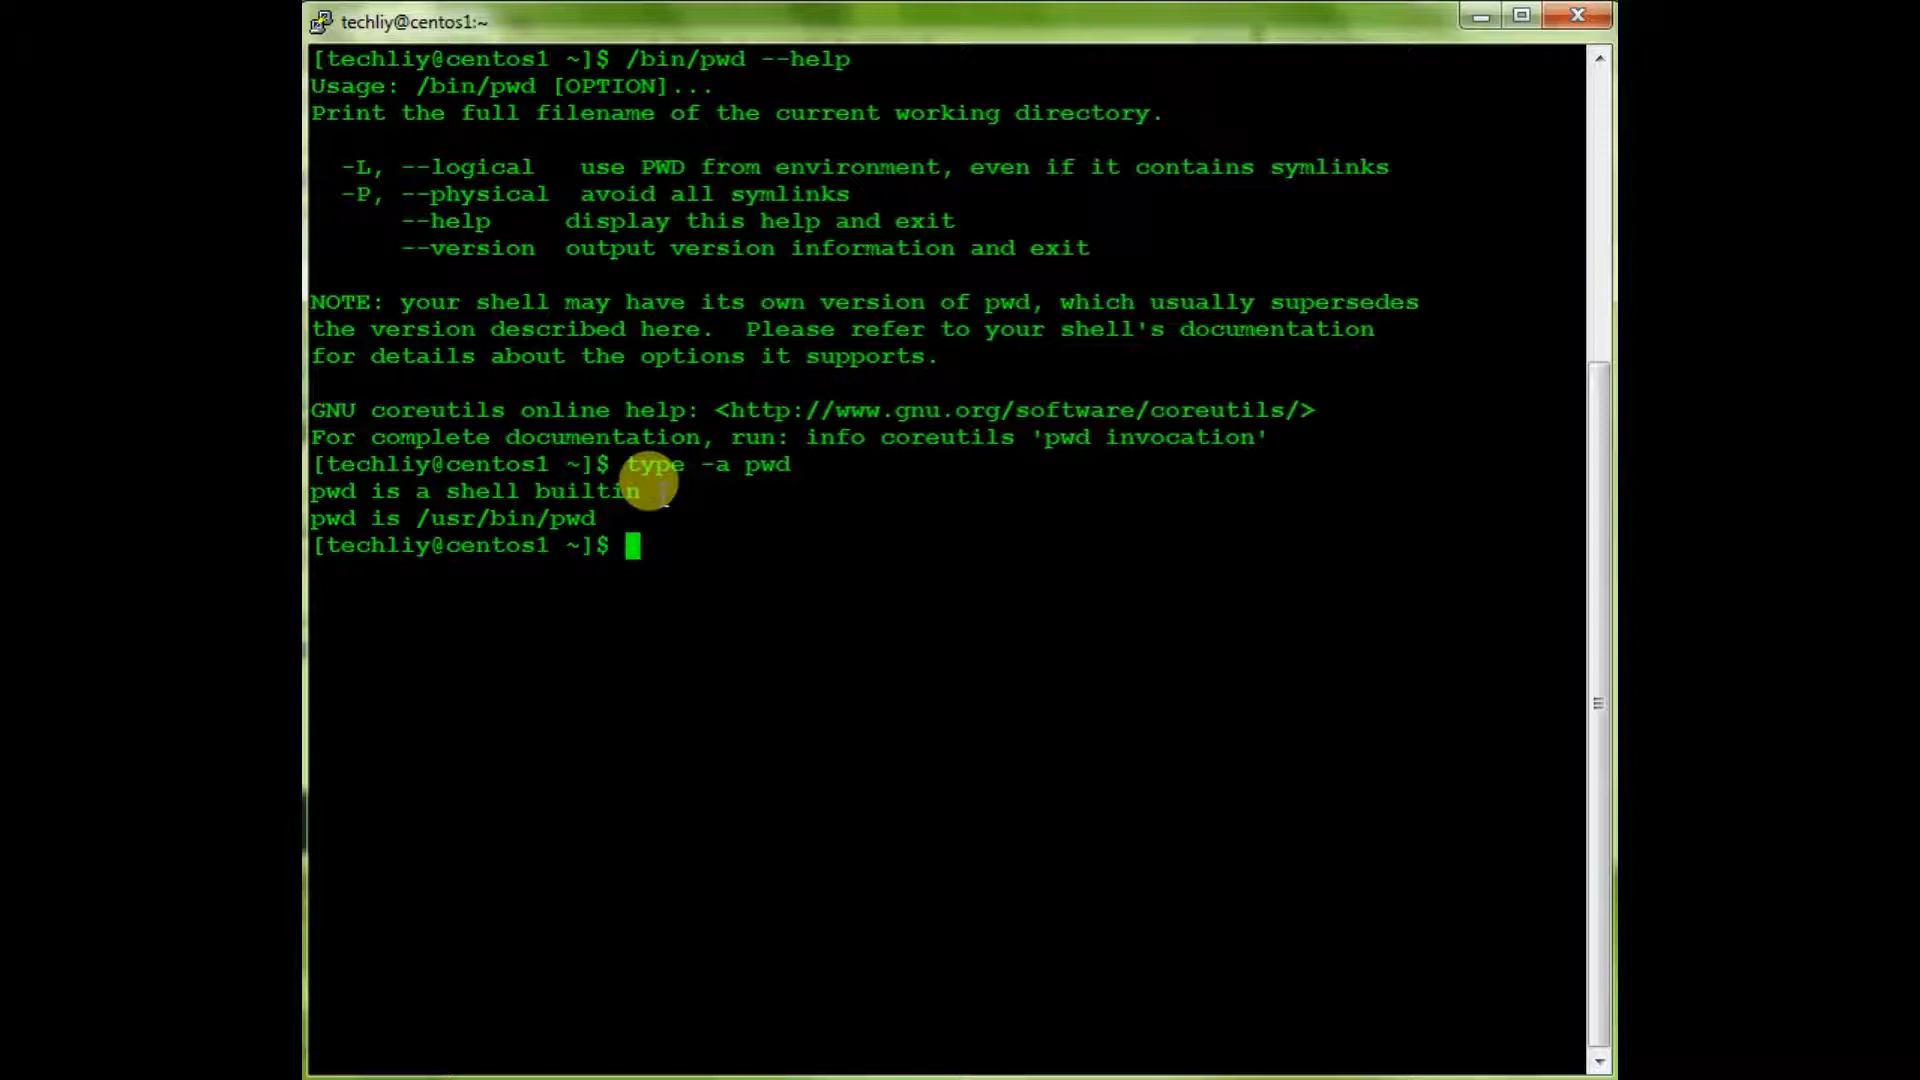 techliy@centos1:~
[techliy@centos1 ~]$ /bin/pwd --help
Usage: /bin/pwd [OPTION]...
Print the full filename of the current working directory.
-L, --logical   use PWD from environment, even if it contains symlinks
-P, --physical  avoid all symlinks
--help     display this help and exit
--version  output version information and exit
NOTE: your shell may have its own version of pwd, which usually supersedes
the version described here.  Please refer to your shell's documentation
for details about the options it supports.
GNU coreutils online help: <http://www.gnu.org/software/coreutils/>
For complete documentation, run: info coreutils 'pwd invocation'
[techliy@centos1 ~]$ type -a pwd
pwd is a shell builtin
pwd is /usr/bin/pwd
[techliy@centos1 ~]$